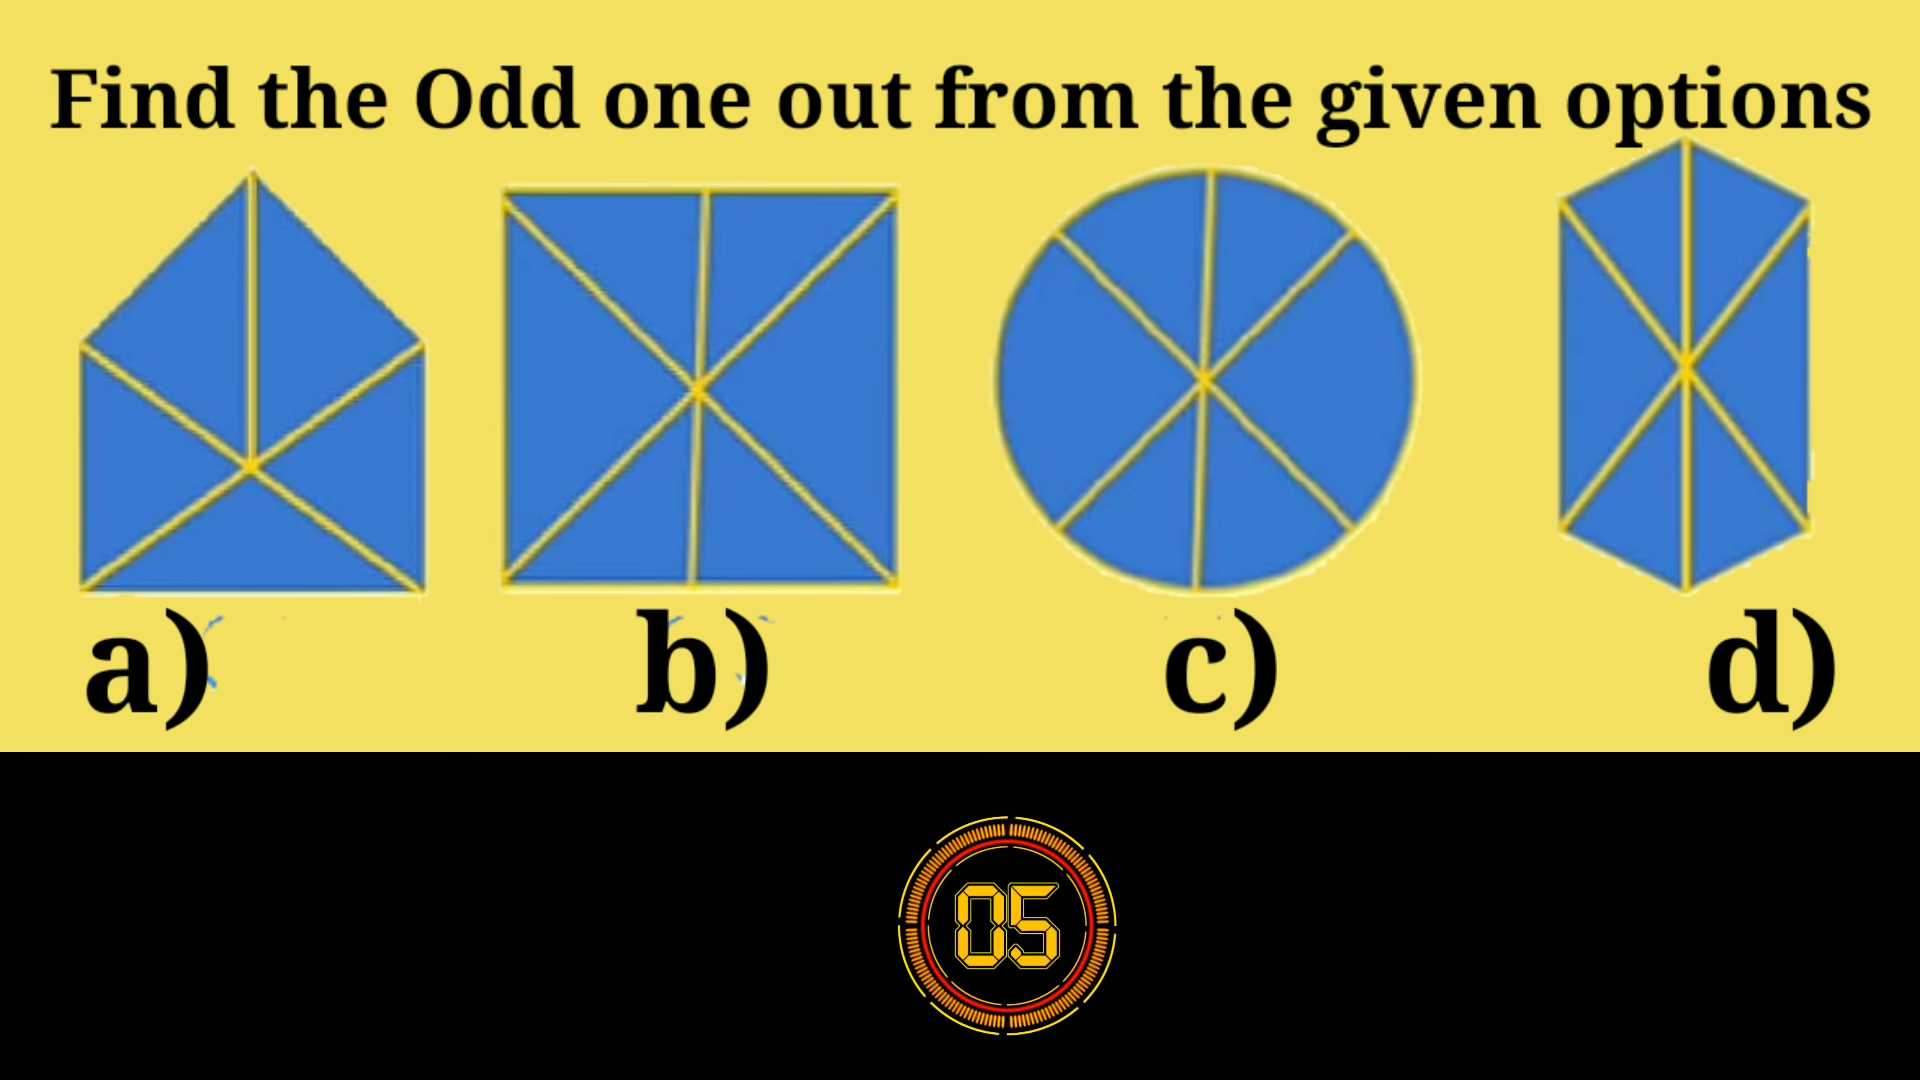 Find the Odd one out from the given options
a) b) c) d)
05